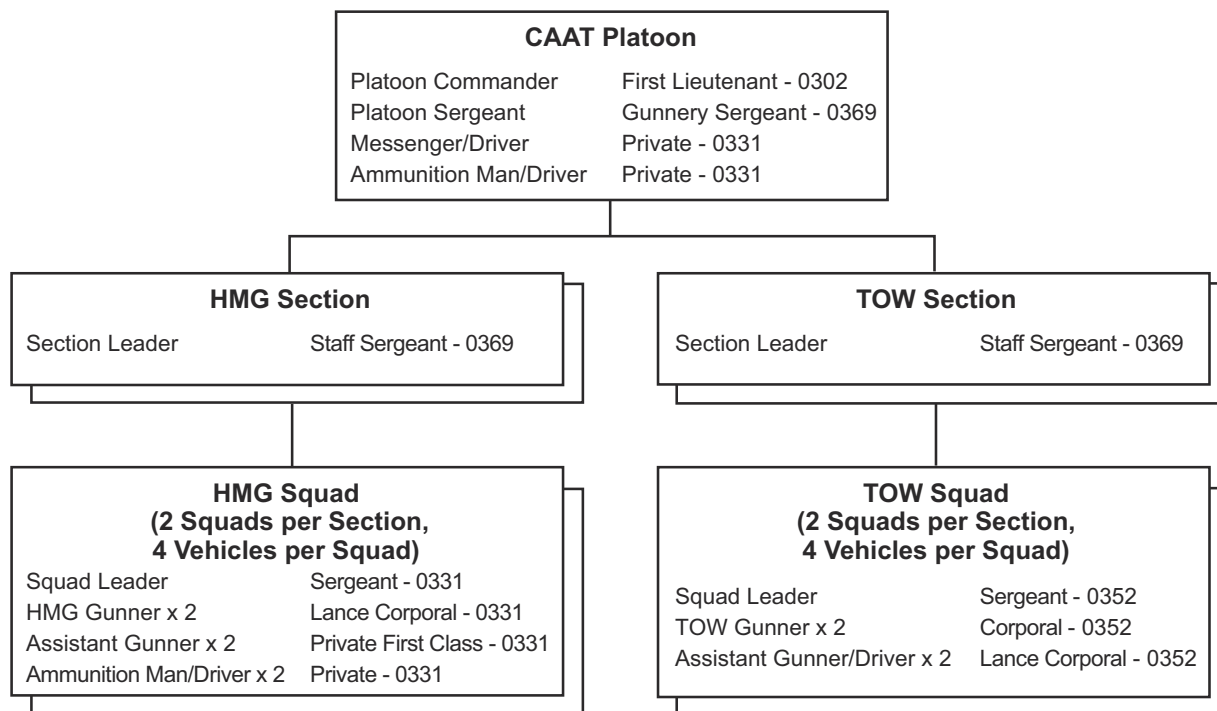 CAAT Platoon
Platoon Commander First Lieutenant - 0302
Platoon Sergeant Gunnery Sergeant - 0369
Messenger/Driver Private - 0331
Ammunition Man/Driver Private - 0331
HMG Section
Section Leader Staff Sergeant - 0369
TOW Section
Section Leader Staff Sergeant - 0369
HMG Squad
(2 Squads per Section,
4 Vehicles per Squad)
Squad Leader Sergeant - 0331
HMG Gunner x 2 Lance Corporal - 0331
Assistant Gunner x 2 Private First Class - 0331
Ammunition Man/Driver x 2 Private - 0331
TOW Squad
(2 Squads per Section,
4 Vehicles per Squad)
Squad Leader Sergeant - 0352
TOW Gunner x 2 Corporal - 0352
Assistant Gunner/Driver x 2 Lance Corporal - 0352